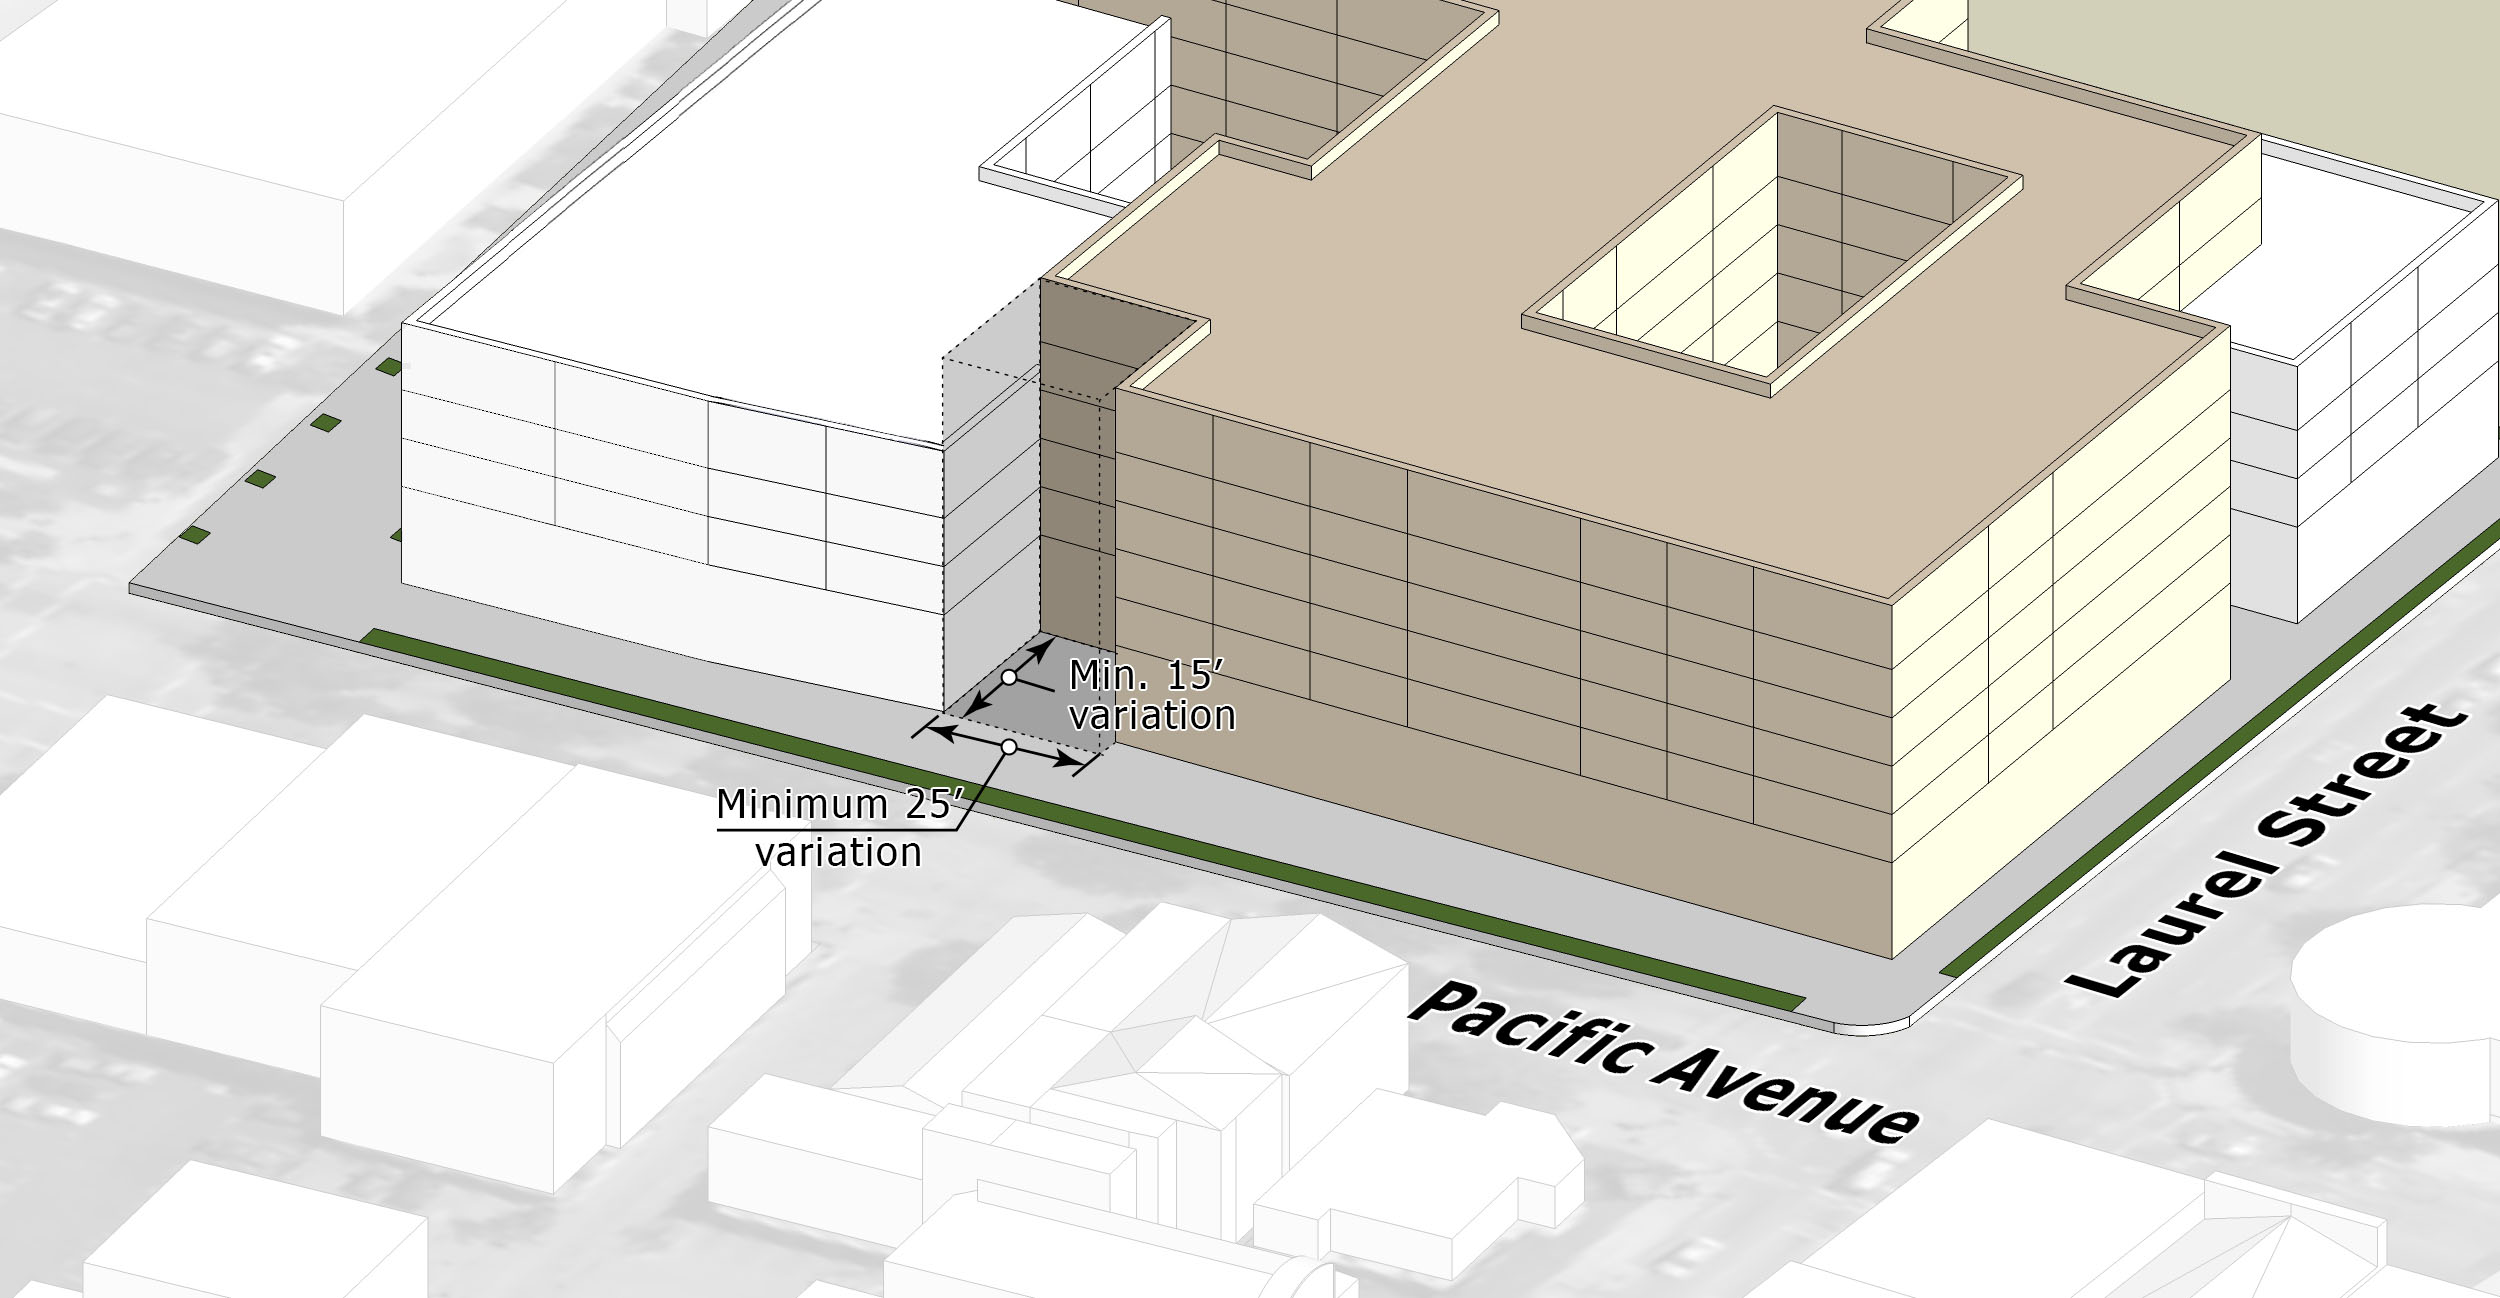 Min. 15′
variation
Minimum 25′
variation
Laurel Street
Pacific Avenue